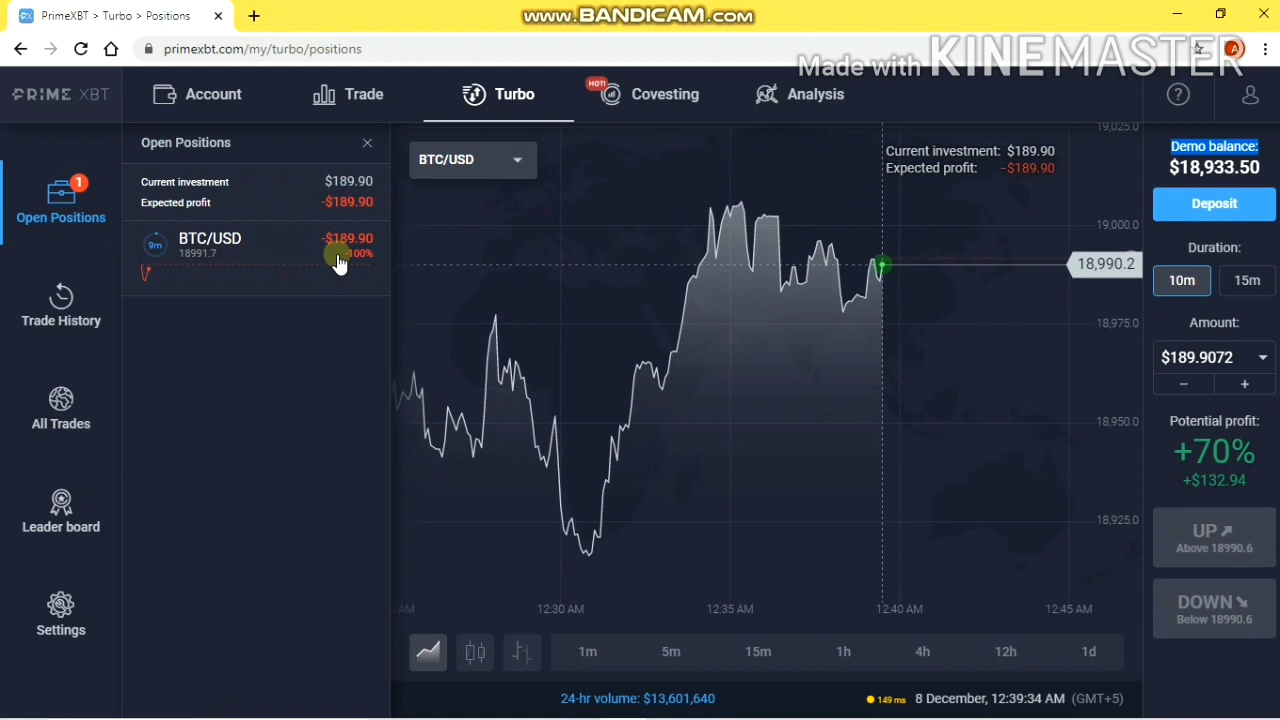 PrimeXBT > Turbo > Positions
www.BANDICAM.com
primexbt.com/my/turbo/positions
A
Made with KINEMASTER
PRIME XBT
Account
Trade
Turbo
HOT!
Covesting
Analysis
Open Positions
Current investment $189.90
Expected profit -$189.90
9m BTC/USD -$189.90
18991.7 -100%
1
Open Positions
Trade History
All Trades
Leader board
Settings
BTC/USD
Current investment: $189.90
Expected profit: -$189.90
19,025.0
19,000.0
18,990.2
18,975.0
18,950.0
18,925.0
AM 12:30 AM 12:35 AM 12:40 AM 12:45 AM
1m 5m 15m 1h 4h 12h 1d
24-hr volume: $13,601,640
149 ms 8 December, 12:39:34 AM (GMT+5)
Demo balance:
$18,933.50
Deposit
Duration:
10m 15m
Amount:
$189.9072
− +
Potential profit:
+70%
+$132.94
UP
Above 18990.6
DOWN
Below 18990.6